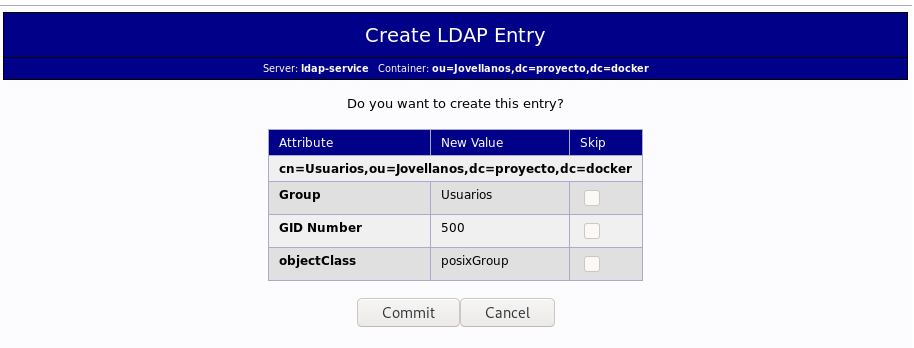 Create LDAP Entry
Server: ldap-service Container: ou=Jovellanos,dc=proyecto,dc=docker
Do you want to create this entry?
Attribute New Value Skip
cn=Usuarios,ou=Jovellanos,dc=proyecto,dc=docker
Group Usuarios
GID Number 500
objectClass posixGroup
Commit Cancel